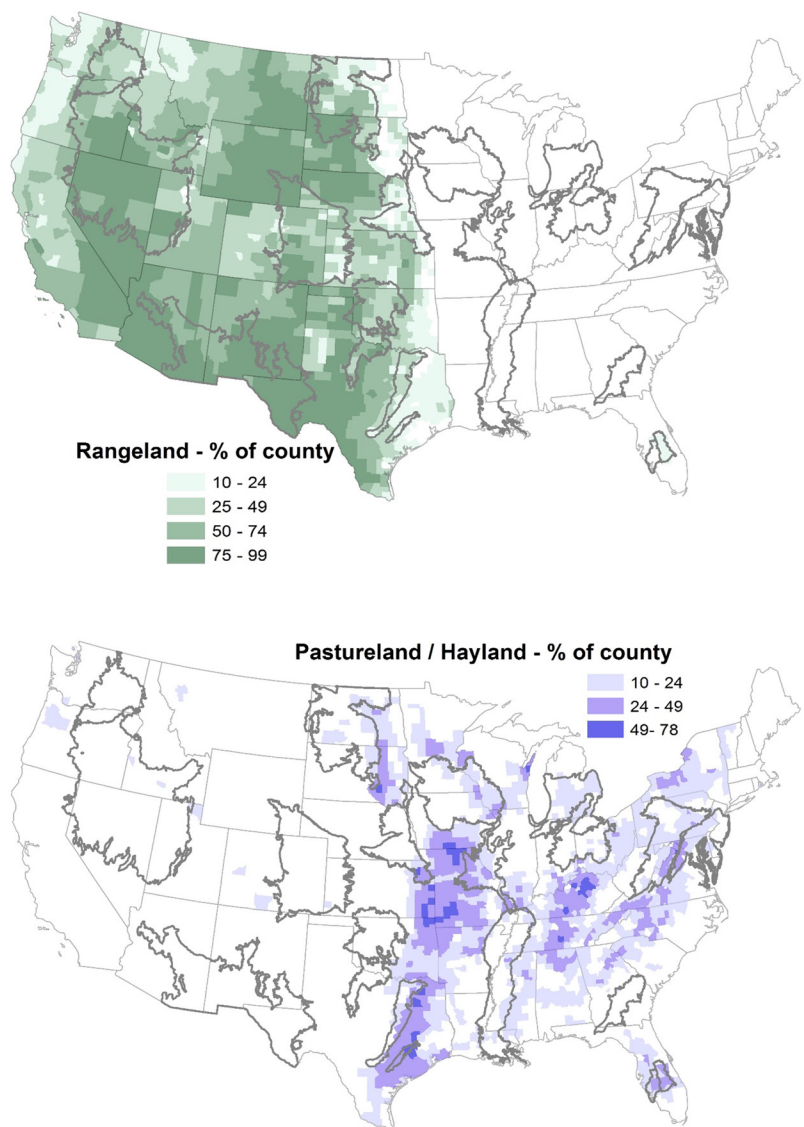 Rangeland - % of county
10 - 24
25 - 49
50 - 74
75 - 99
Pastureland / Hayland - % of county
10 - 24
24 - 49
49- 78